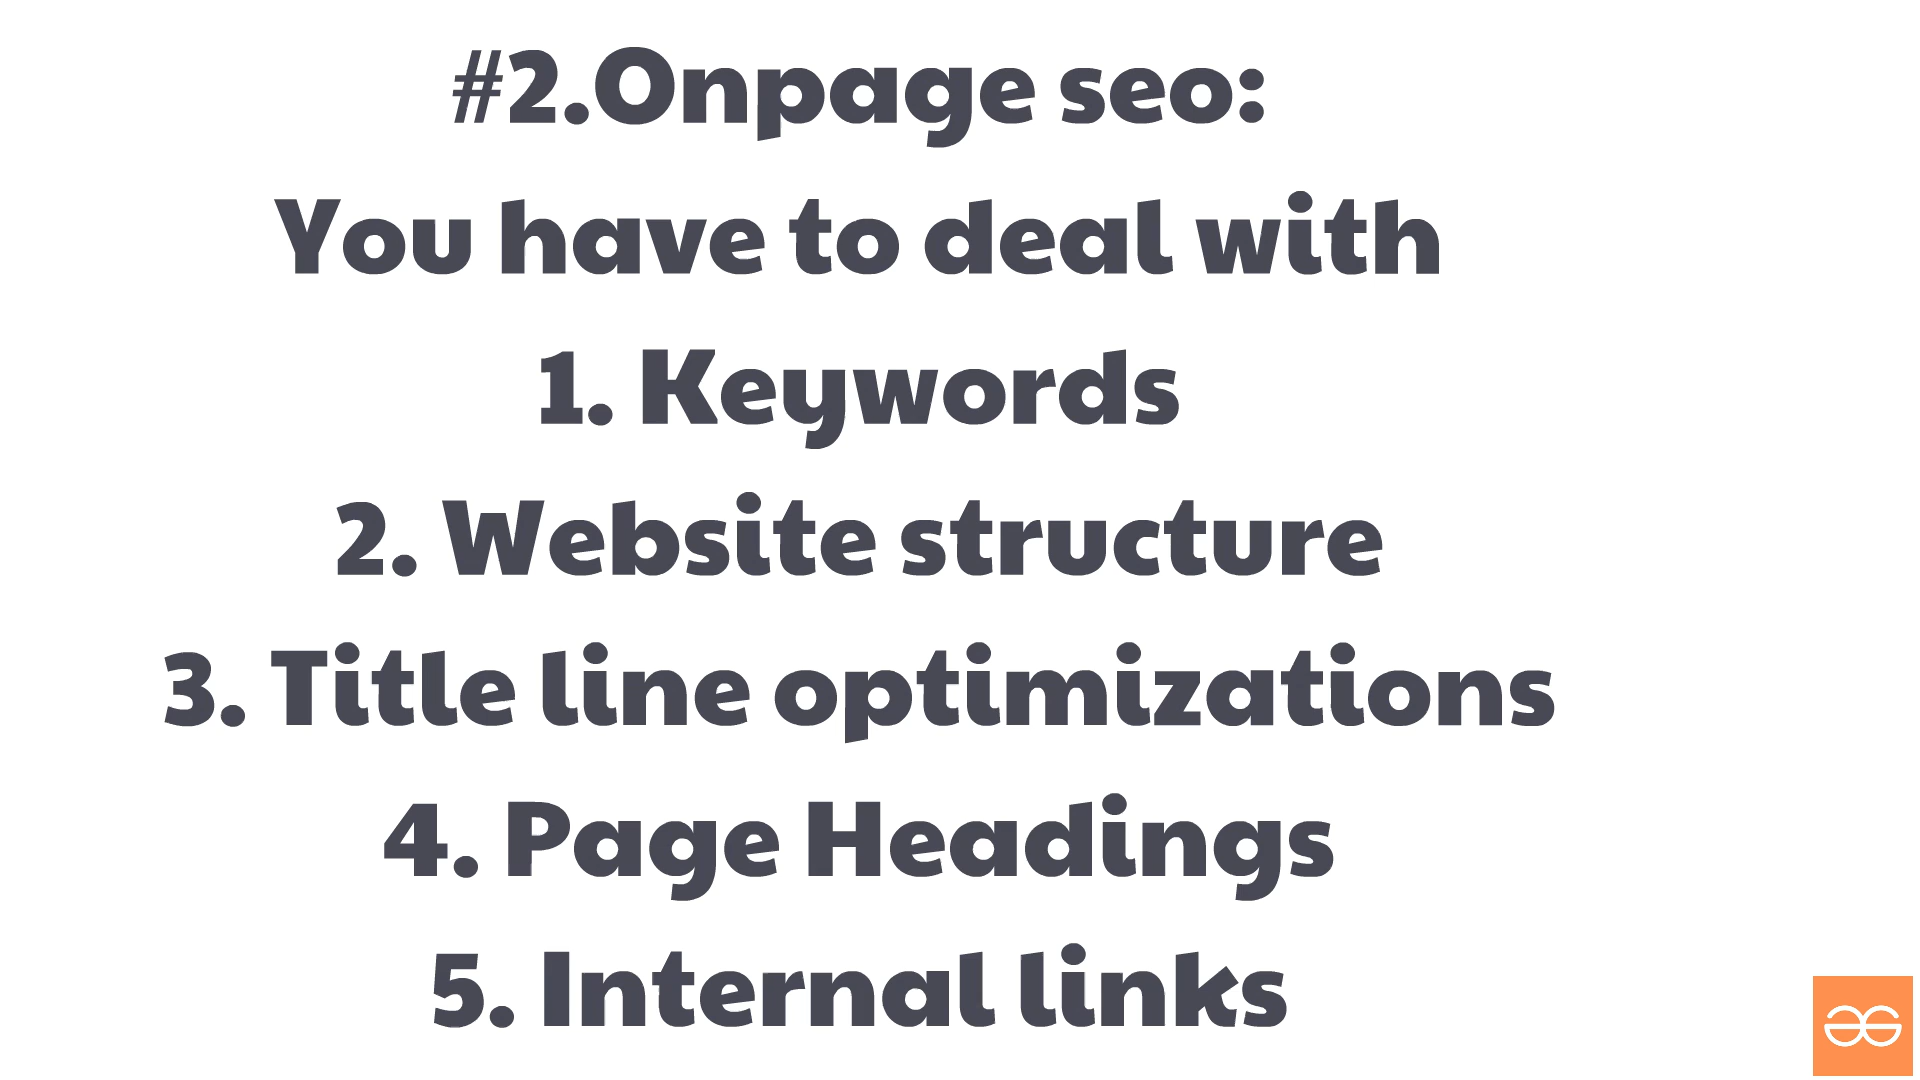 #2.Onpage seo:
You have to deal with
1. Keywords
2. Website structure
3. Title line optimizations
4. Page Headings
5. Internal links